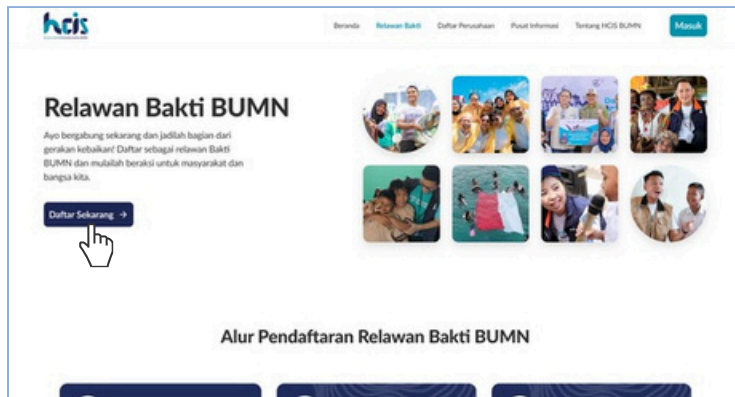 hcis
Beranda Relawan Bakti Daftar Perusahaan Pusat Informasi Tentang HCIS BUMN Masuk
Relawan Bakti BUMN
Ayo bergabung sekarang dan jadilah bagian dari
gerakan kebaikan! Daftar sebagai relawan Bakti
BUMN dan mulailah beraksi untuk masyarakat dan
bangsa kita.
Daftar Sekarang →
Alur Pendaftaran Relawan Bakti BUMN